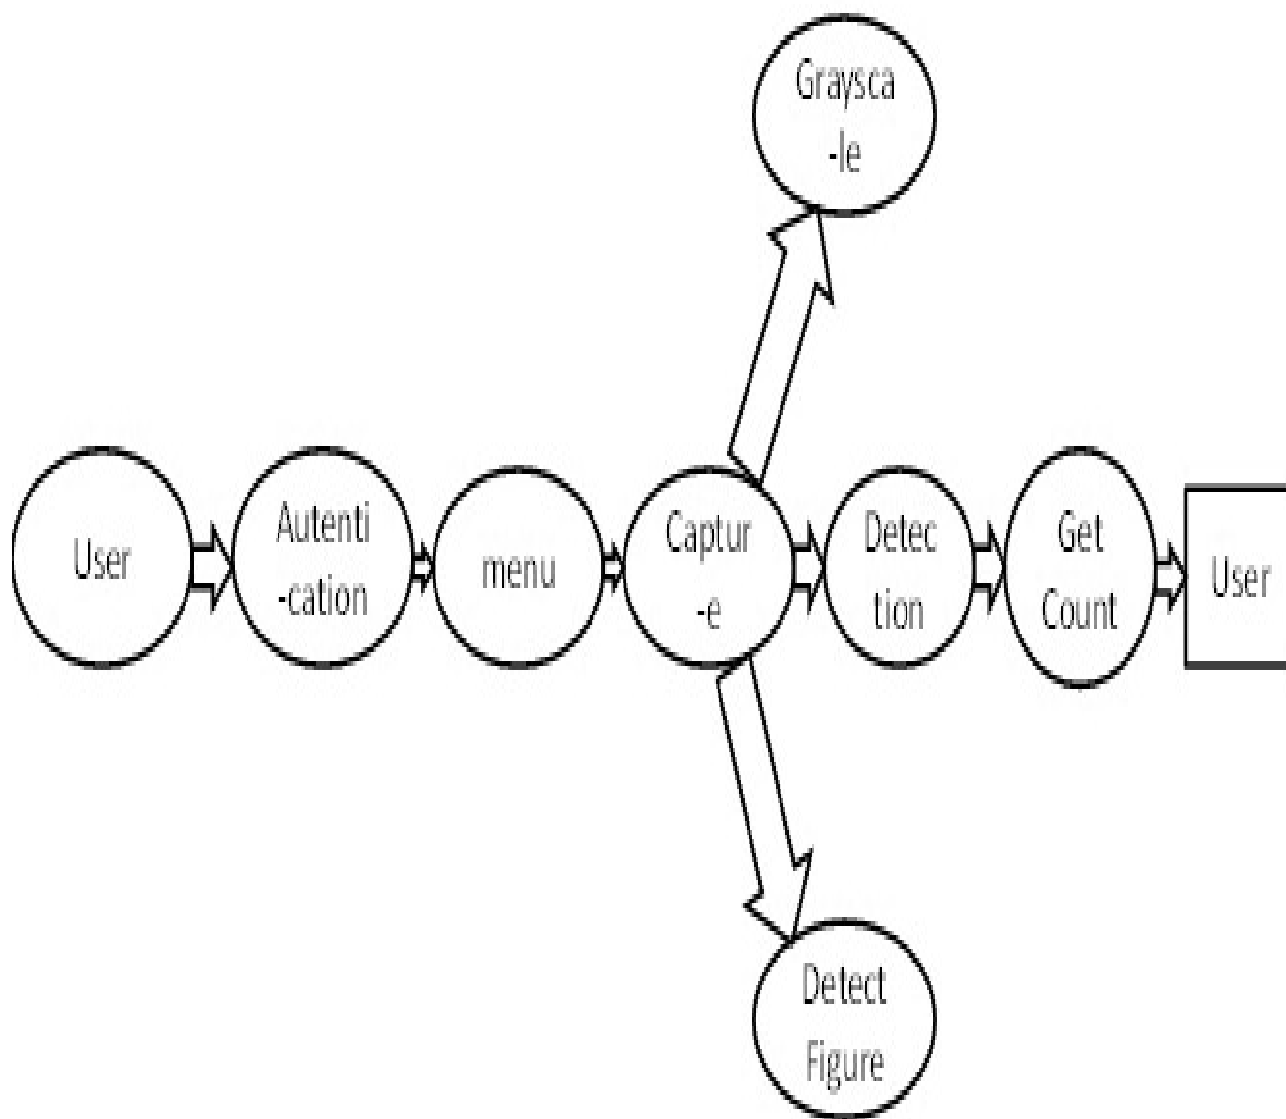 Graysca
-le
User
Autenti
-cation
menu
Captur
-e
Detec
tion
Get
Count
User
Detect
Figure